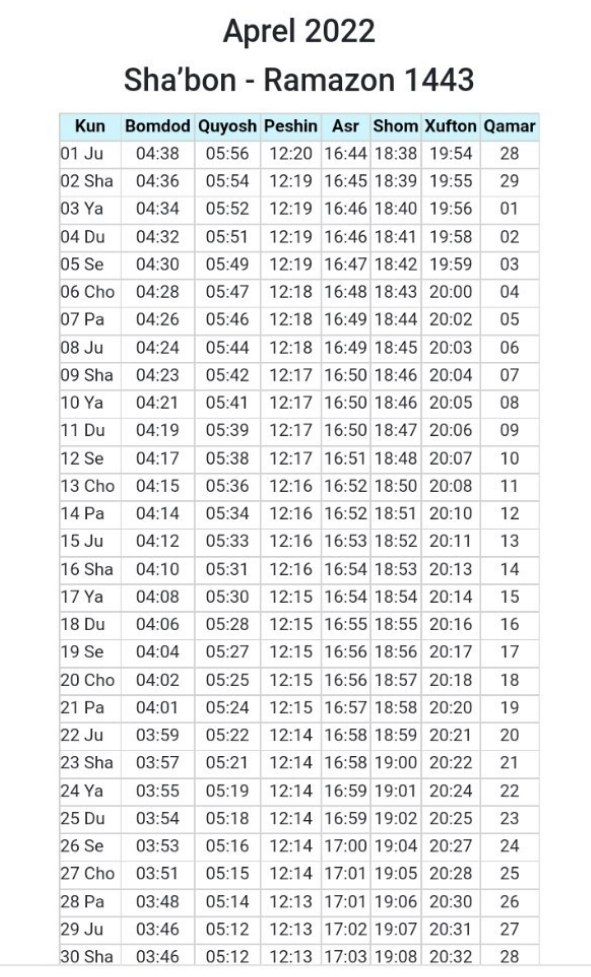 Aprel 2022
Sha’bon - Ramazon 1443
Kun Bomdod Quyosh Peshin Asr Shom Xufton Qamar
01 Ju 04:38 05:56 12:20 16:44 18:38 19:54 28
02 Sha 04:36 05:54 12:19 16:45 18:39 19:55 29
03 Ya 04:34 05:52 12:19 16:46 18:40 19:56 01
04 Du 04:32 05:51 12:19 16:46 18:41 19:58 02
05 Se 04:30 05:49 12:19 16:47 18:42 19:59 03
06 Cho 04:28 05:47 12:18 16:48 18:43 20:00 04
07 Pa 04:26 05:46 12:18 16:49 18:44 20:02 05
08 Ju 04:24 05:44 12:18 16:49 18:45 20:03 06
09 Sha 04:23 05:42 12:17 16:50 18:46 20:04 07
10 Ya 04:21 05:41 12:17 16:50 18:46 20:05 08
11 Du 04:19 05:39 12:17 16:50 18:47 20:06 09
12 Se 04:17 05:38 12:17 16:51 18:48 20:07 10
13 Cho 04:15 05:36 12:16 16:52 18:50 20:08 11
14 Pa 04:14 05:34 12:16 16:52 18:51 20:10 12
15 Ju 04:12 05:33 12:16 16:53 18:52 20:11 13
16 Sha 04:10 05:31 12:16 16:54 18:53 20:13 14
17 Ya 04:08 05:30 12:15 16:54 18:54 20:14 15
18 Du 04:06 05:28 12:15 16:55 18:55 20:16 16
19 Se 04:04 05:27 12:15 16:56 18:56 20:17 17
20 Cho 04:02 05:25 12:15 16:56 18:57 20:18 18
21 Pa 04:01 05:24 12:15 16:57 18:58 20:20 19
22 Ju 03:59 05:22 12:14 16:58 18:59 20:21 20
23 Sha 03:57 05:21 12:14 16:58 19:00 20:22 21
24 Ya 03:55 05:19 12:14 16:59 19:01 20:24 22
25 Du 03:54 05:18 12:14 16:59 19:02 20:25 23
26 Se 03:53 05:16 12:14 17:00 19:04 20:27 24
27 Cho 03:51 05:15 12:14 17:01 19:05 20:28 25
28 Pa 03:48 05:14 12:13 17:01 19:06 20:30 26
29 Ju 03:46 05:12 12:13 17:02 19:07 20:31 27
30 Sha 03:46 05:12 12:13 17:03 19:08 20:32 28